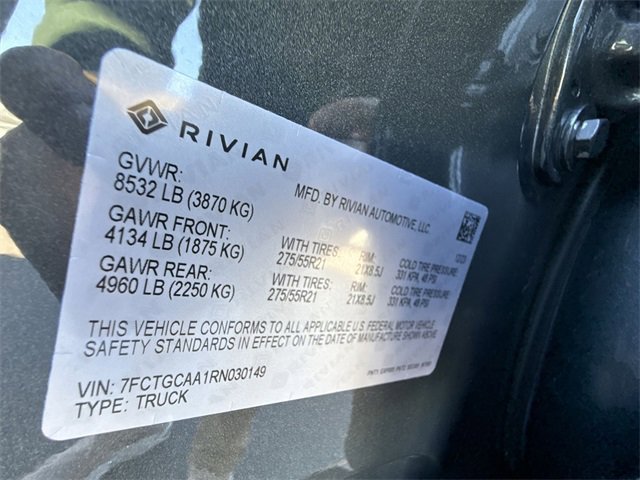 RIVIAN
MFD. BY RIVIAN AUTOMOTIVE, LLC.
GVWR:
8532 LB (3870 KG)
GAWR FRONT:
4134 LB (1875 KG)
WITH TIRES:
275/55R21
RIM:
21X8.5J
COLD TIRE PRESSURE:
331 KPA, 48 PSI
GAWR REAR:
4960 LB (2250 KG)
WITH TIRES:
275/55R21
RIM:
21X8.5J
COLD TIRE PRESSURE:
331 KPA, 48 PSI
THIS VEHICLE CONFORMS TO ALL APPLICABLE U.S. FEDERAL MOTOR VEHICLE
SAFETY STANDARDS IN EFFECT ON THE DATE OF MANUFACTURE SHOWN ABOVE.
VIN: 7FCTGCAA1RN030149
TYPE: TRUCK